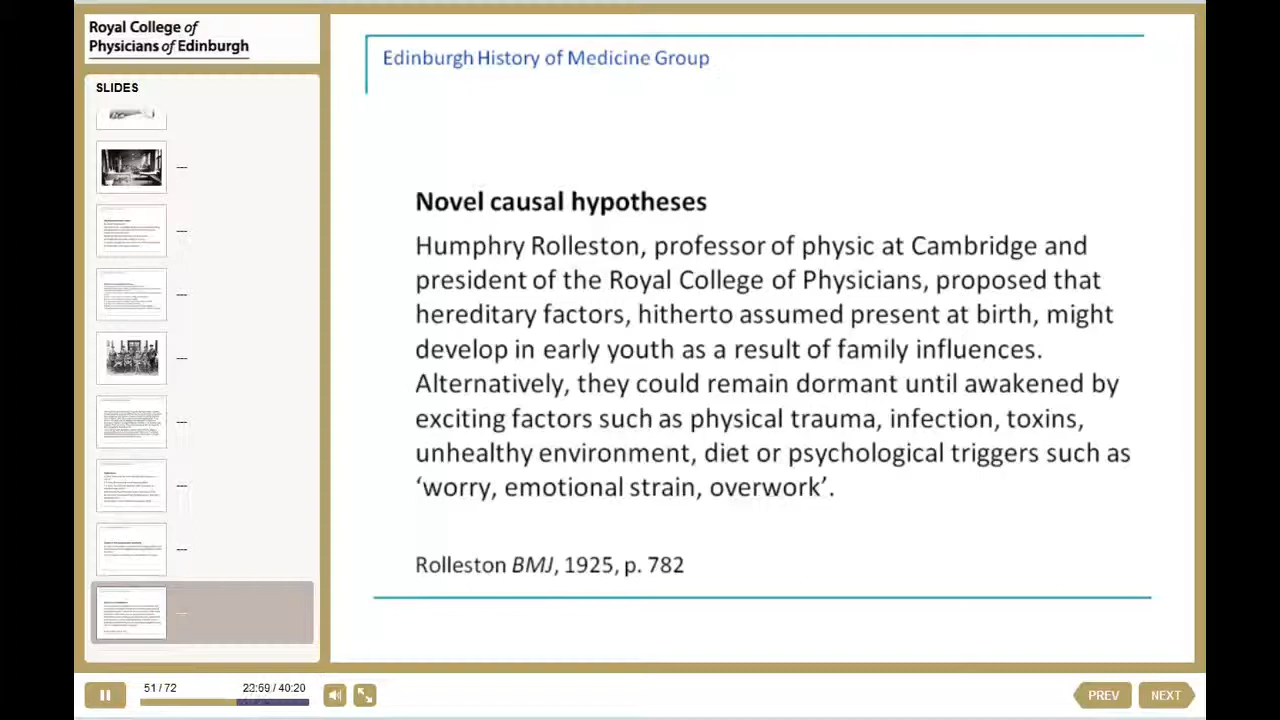 Royal College of
Physicians of Edinburgh
SLIDES
Edinburgh History of Medicine Group
Novel causal hypotheses
Humphry Rolleston, professor of physic at Cambridge and
president of the Royal College of Physicians, proposed that
hereditary factors, hitherto assumed present at birth, might
develop in early youth as a result of family influences.
Alternatively, they could remain dormant until awakened by
exciting factors such as physical trauma, infection, toxins,
unhealthy environment, diet or psychological triggers such as
‘worry, emotional strain, overwork’.
Rolleston BMJ, 1925, p. 782
51 / 72
23:59 / 40:20
PREV
NEXT